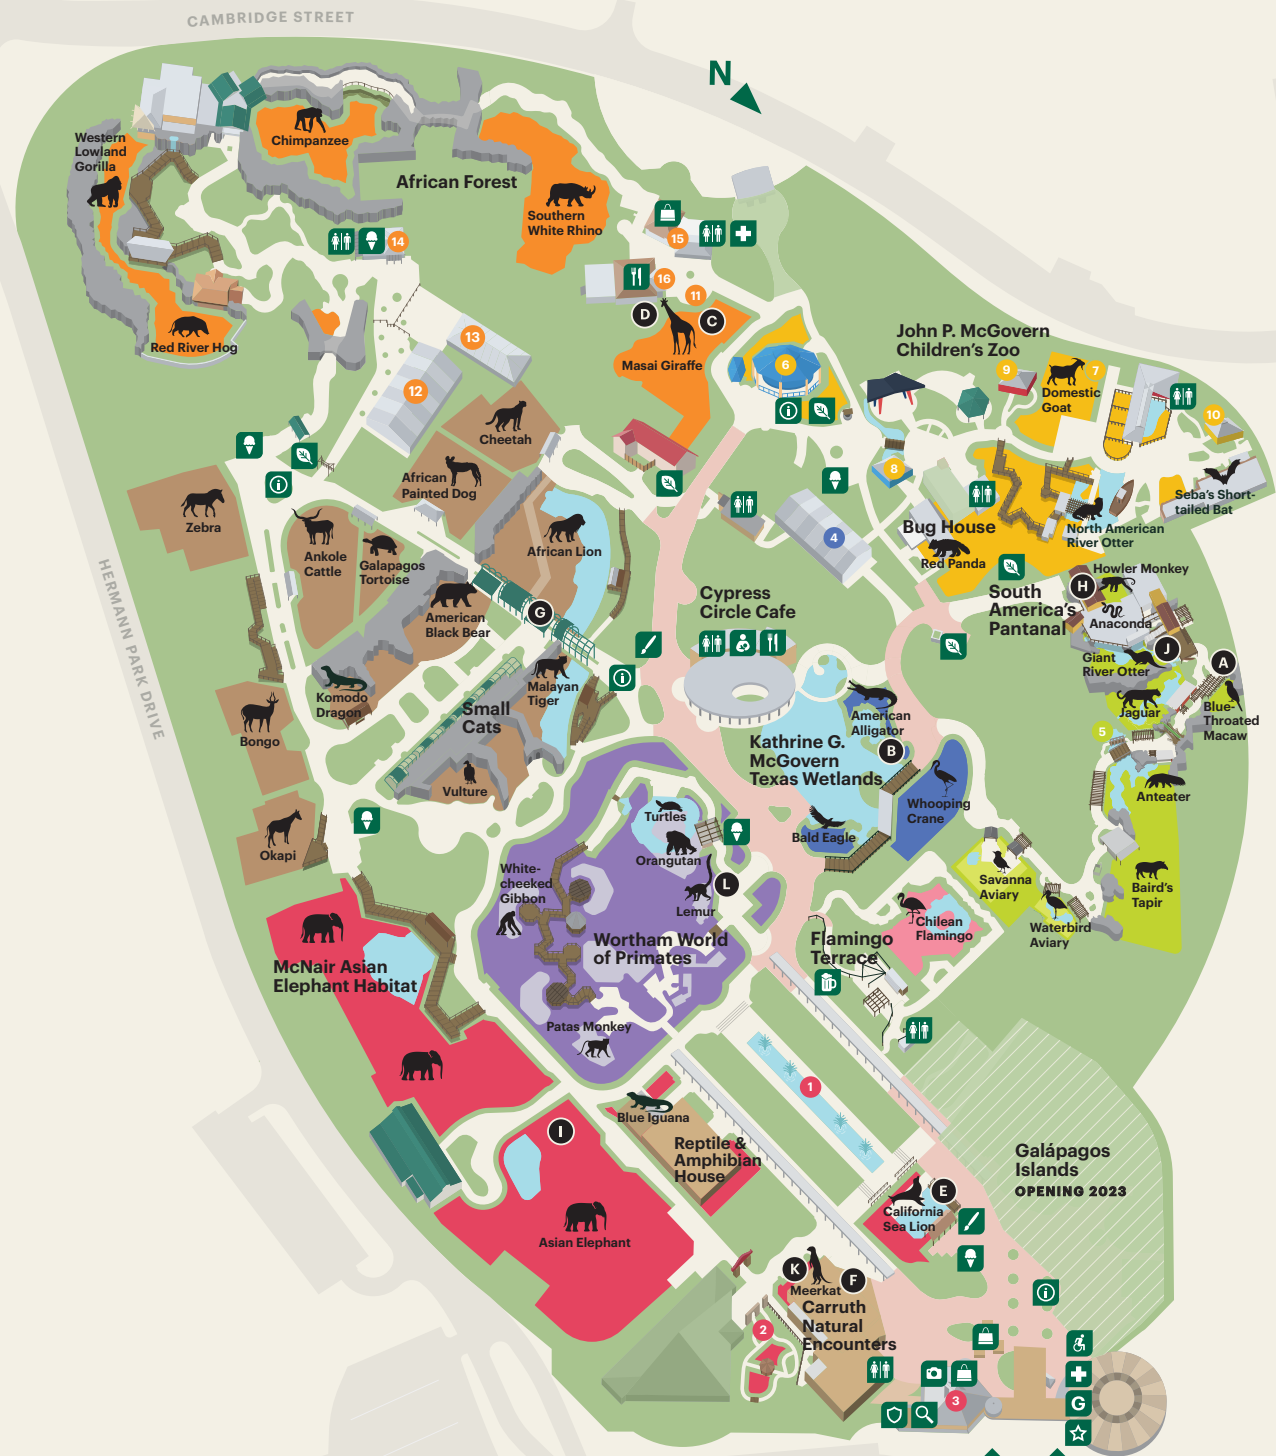 CAMBRIDGE STREET
N
Western
Lowland
Gorilla
Chimpanzee
African Forest
Southern
White Rhino
14
15
16
11
D
C
Red River Hog
13
12
Masai Giraffe
6
John P. McGovern
Children's Zoo
9
7
Domestic
Goat
10
Cheetah
African
Painted Dog
8
Seba's Short-
tailed Bat
Zebra
Ankole
Cattle
Galapagos
Tortoise
African Lion
4
Bug House
Red Panda
North American
River Otter
HERMANN PARK DRIVE
American
Black Bear
G
Cypress
Circle Cafe
South
America's
Pantanal
H
Howler Monkey
Anaconda
J
Giant
River Otter
A
Komodo
Dragon
Malayan
Tiger
Small
Cats
Jaguar
Blue-
Throated
Macaw
5
Bongo
Vulture
American
Alligator
Kathrine G.
McGovern
Texas Wetlands
B
Whooping
Crane
Anteater
Okapi
Turtles
Orangutan
Bald Eagle
White-
cheeked
Gibbon
L
Lemur
Savanna
Aviary
Baird's
Tapir
Chilean
Flamingo
Waterbird
Aviary
Wortham World
of Primates
Flamingo
Terrace
McNair Asian
Elephant Habitat
Patas Monkey
1
Blue Iguana
I
Reptile &
Amphibian
House
Galápagos
Islands
OPENING 2023
E
California
Sea Lion
Asian Elephant
K
F
Meerkat
Carruth
Natural
Encounters
2
3
G